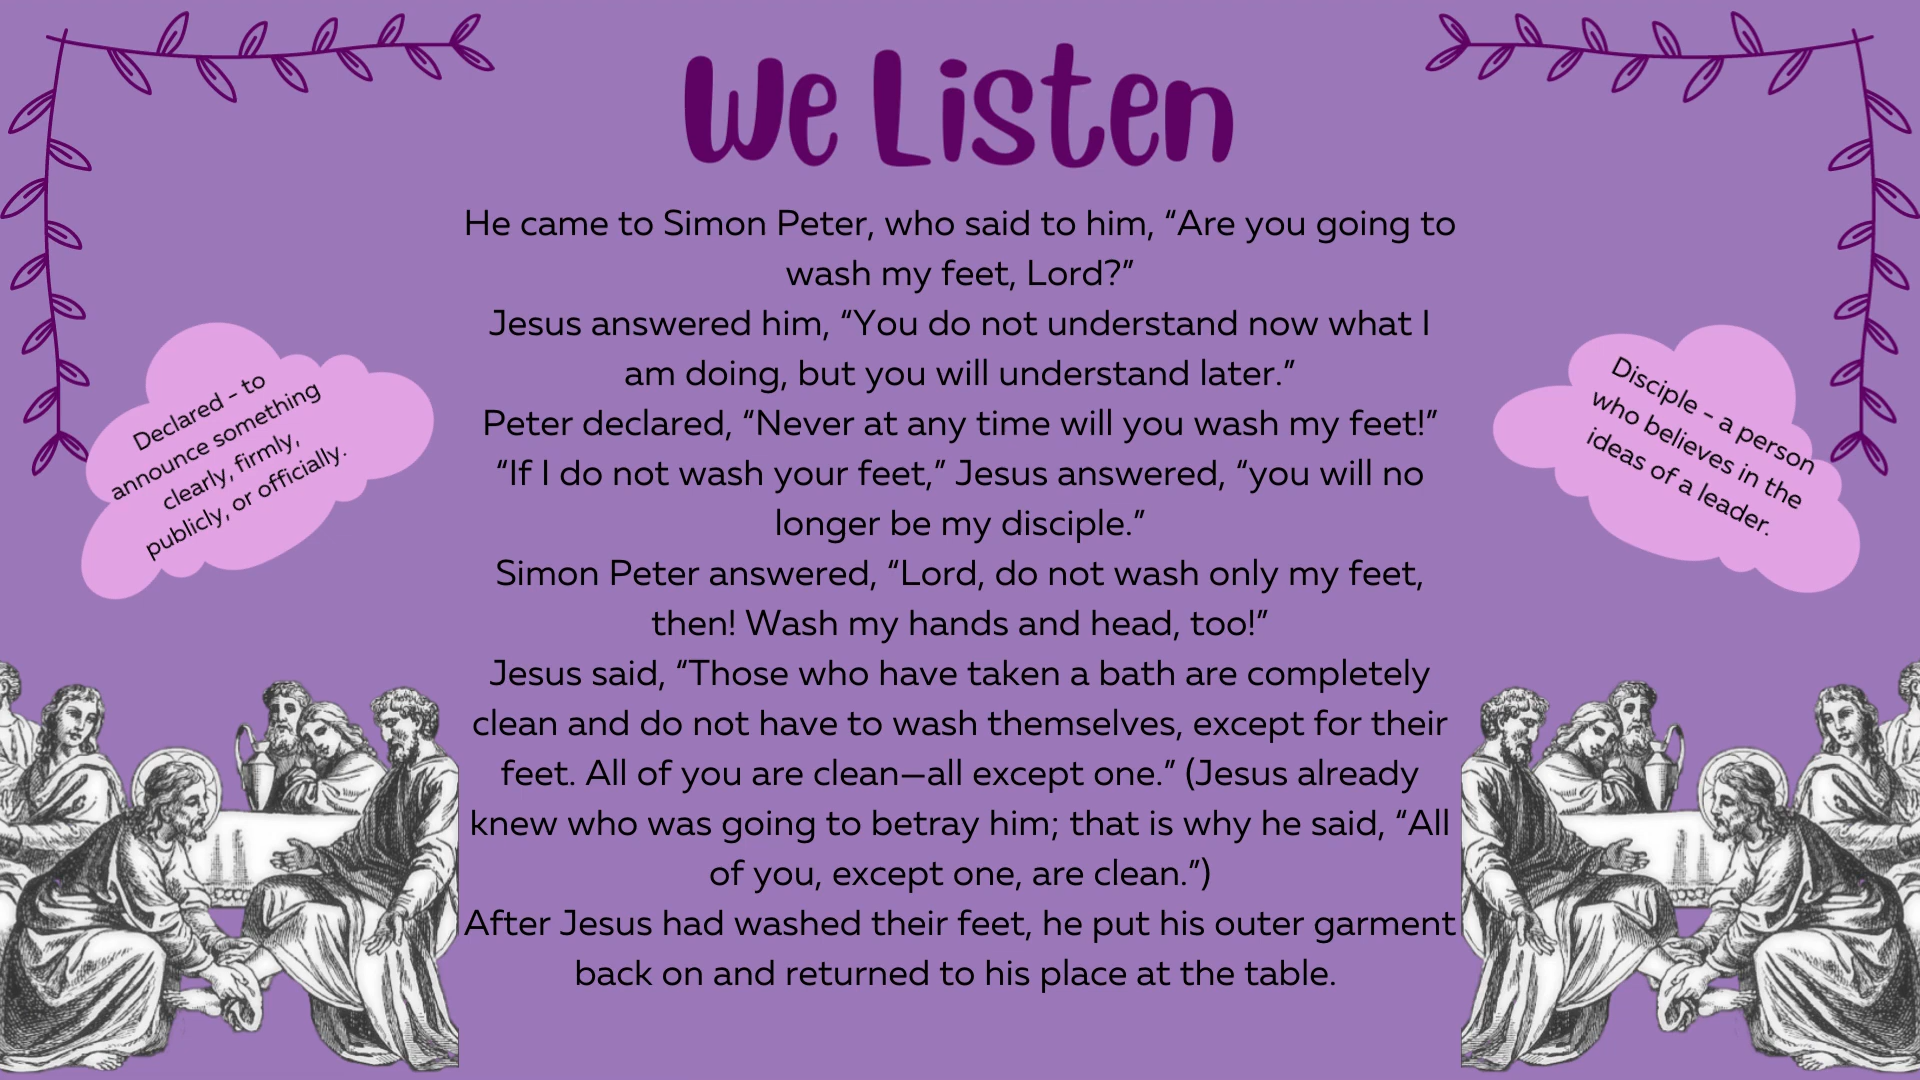 We Listen
He came to Simon Peter, who said to him, “Are you going to
wash my feet, Lord?”
Jesus answered him, “You do not understand now what I
am doing, but you will understand later.”
Peter declared, “Never at any time will you wash my feet!”
“If I do not wash your feet,” Jesus answered, “you will no
longer be my disciple.”
Simon Peter answered, “Lord, do not wash only my feet,
then! Wash my hands and head, too!”
Jesus said, “Those who have taken a bath are completely
clean and do not have to wash themselves, except for their
feet. All of you are clean—all except one.” (Jesus already
knew who was going to betray him; that is why he said, “All
of you, except one, are clean.”)
After Jesus had washed their feet, he put his outer garment
back on and returned to his place at the table.
Declared - to
announce something
clearly, firmly,
publicly, or officially.
Disciple - a person
who believes in the
ideas of a leader.